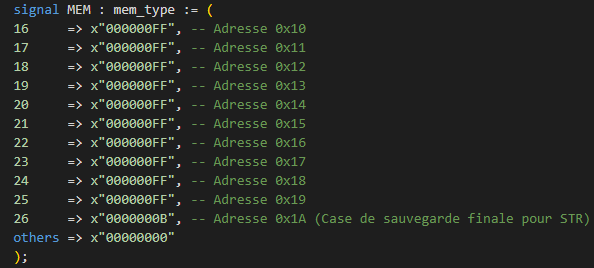 signal MEM : mem_type := (
16 => x"000000FF", -- Adresse 0x10
17 => x"000000FF", -- Adresse 0x11
18 => x"000000FF", -- Adresse 0x12
19 => x"000000FF", -- Adresse 0x13
20 => x"000000FF", -- Adresse 0x14
21 => x"000000FF", -- Adresse 0x15
22 => x"000000FF", -- Adresse 0x16
23 => x"000000FF", -- Adresse 0x17
24 => x"000000FF", -- Adresse 0x18
25 => x"000000FF", -- Adresse 0x19
26 => x"0000000B", -- Adresse 0x1A (Case de sauvegarde finale pour STR)
others => x"00000000"
);